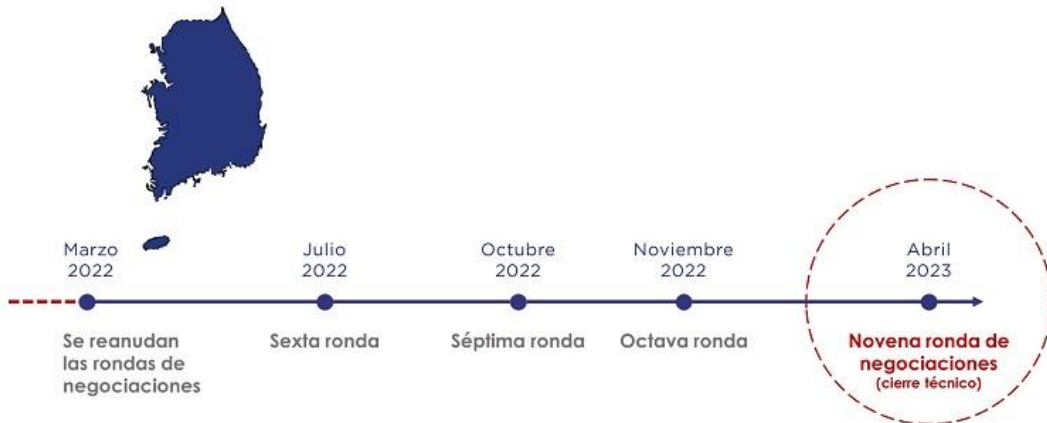 Marzo
2022
Julio
2022
Octubre
2022
Noviembre
2022
Abril
2023
Se reanudan
las rondas de
negociaciones
Sexta ronda
Séptima ronda
Octava ronda
Novena ronda de
negociaciones
(cierre técnico)